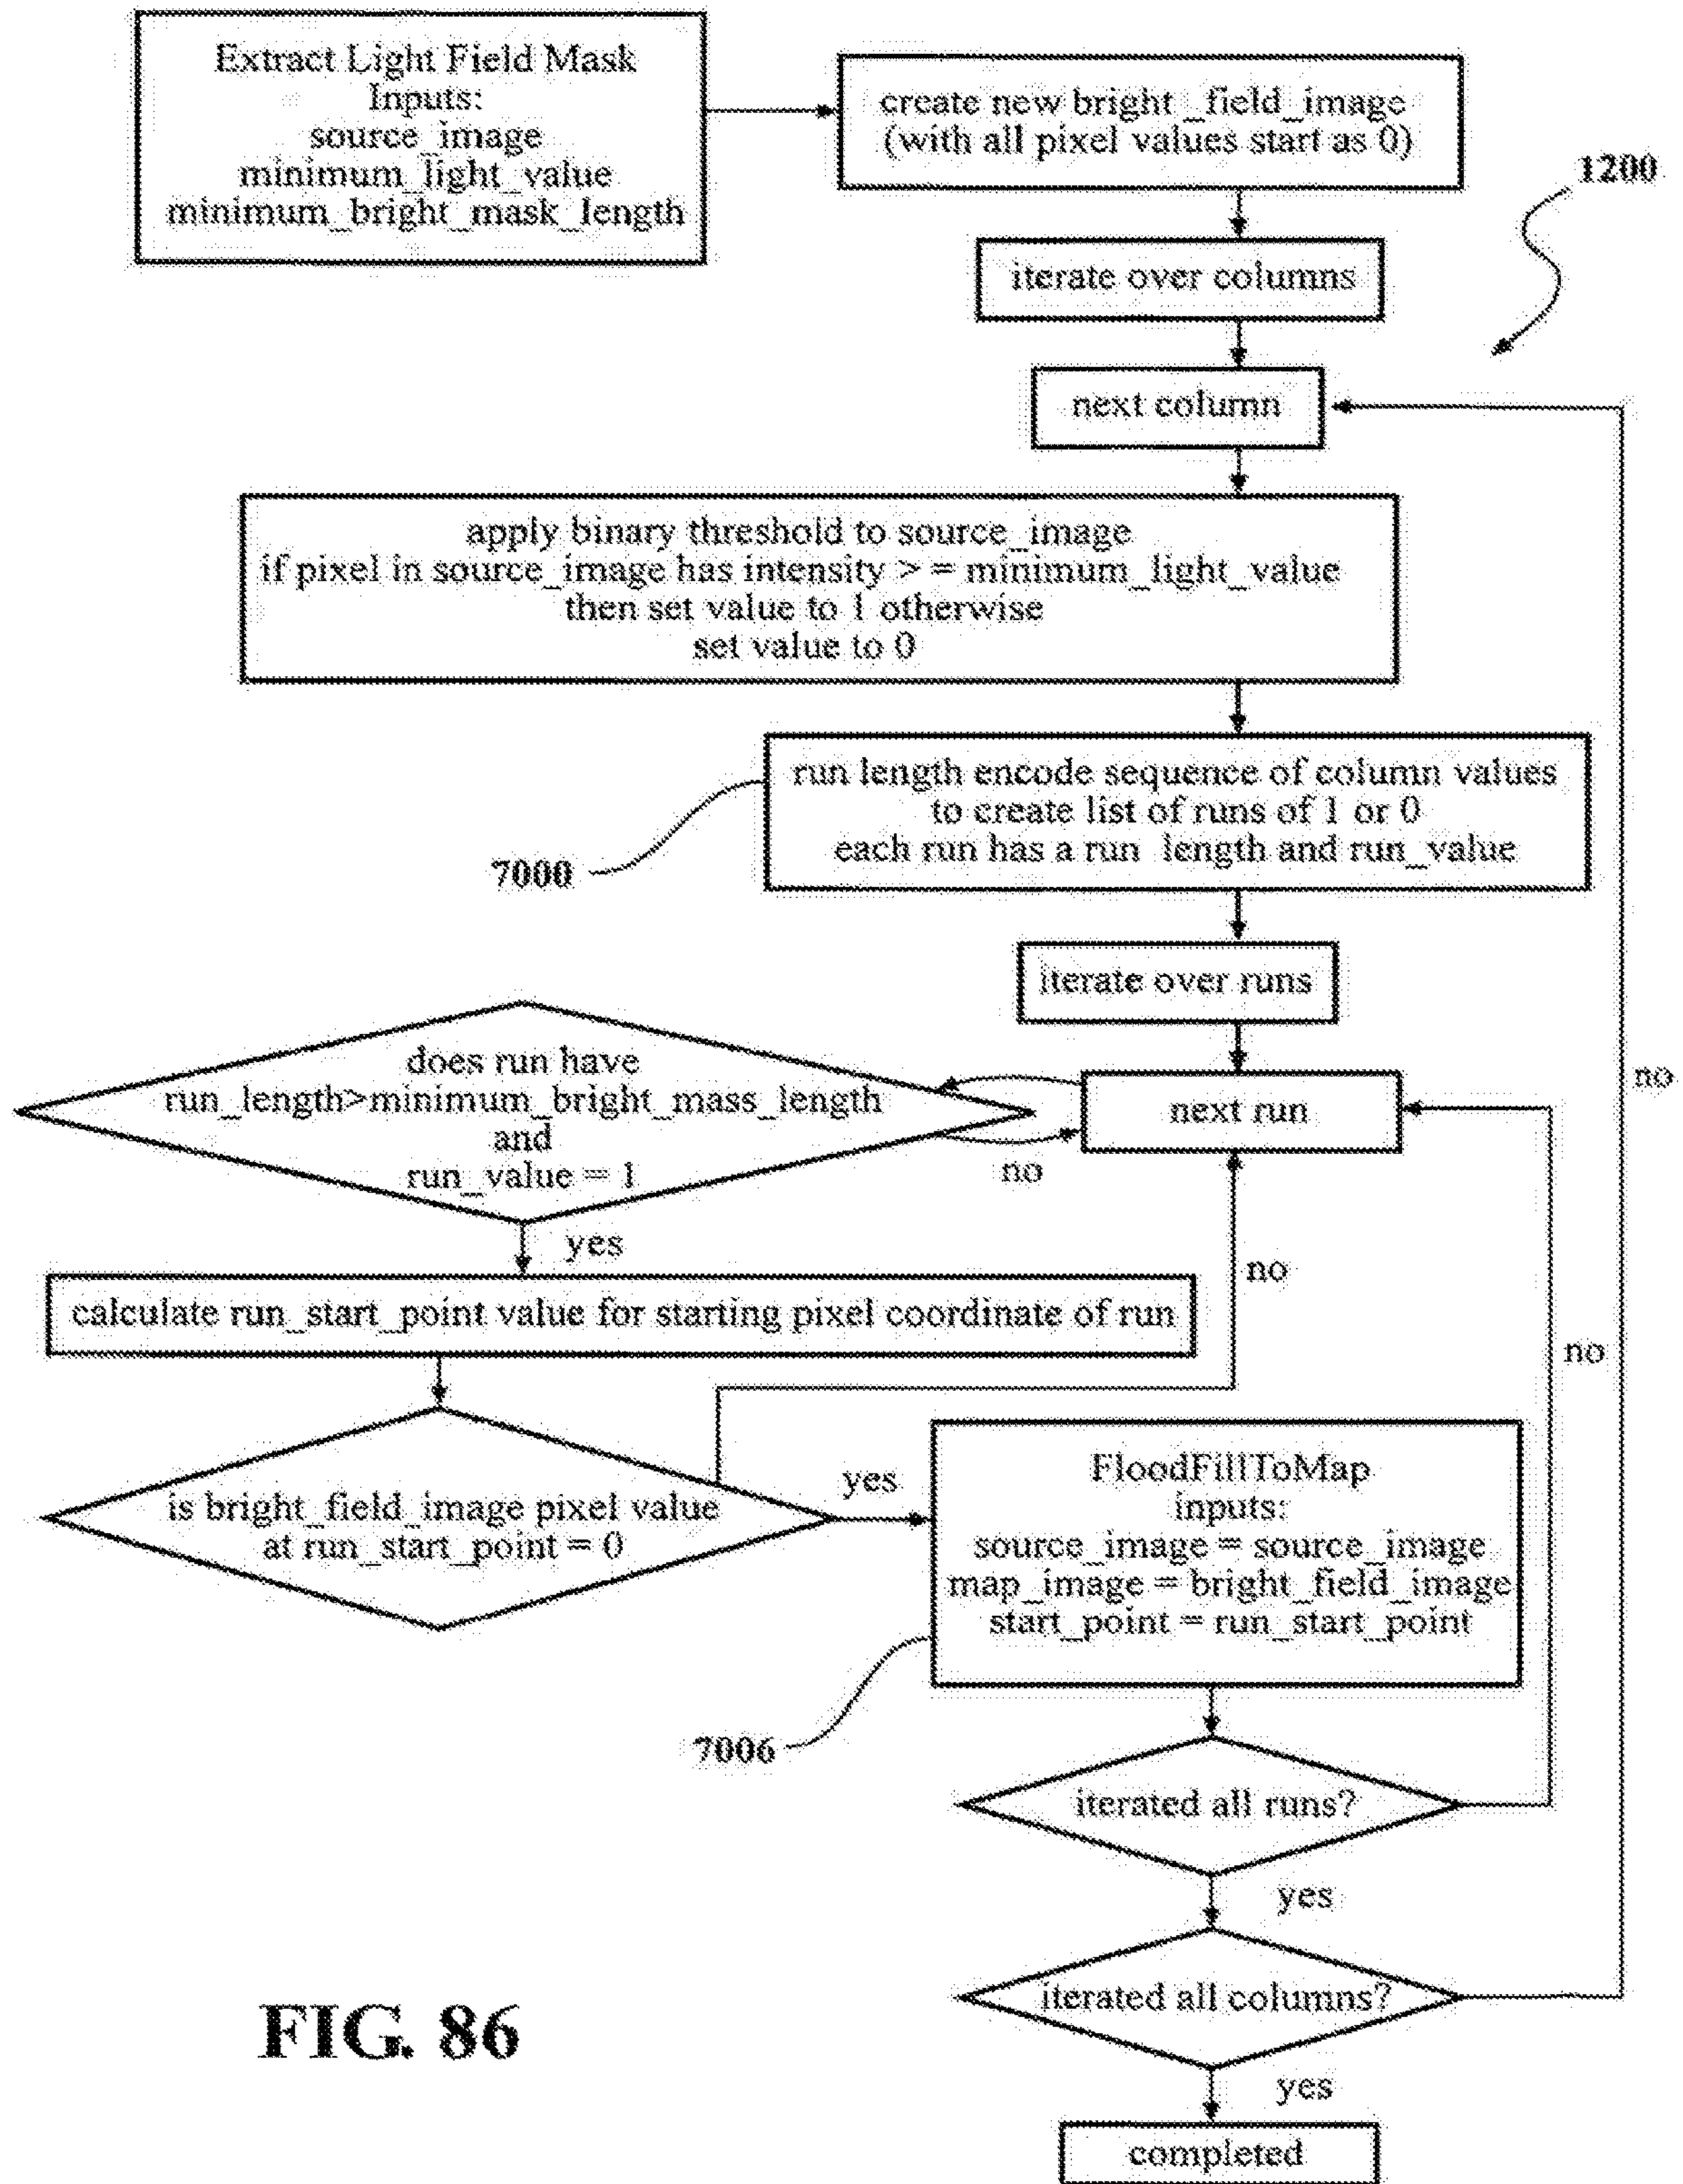 Extract Light Field Mask
Inputs:
source_image
minimum_light_value
minimum_bright_mask_length
create new bright _field_image
(with all pixel values start as 0)
1200
iterate over columns
next column
apply binary threshold to source_image
if pixel in source_image has intensity > = minimum_light_value
then set value to 1 otherwise
set value to 0
run length encode sequence of column values
to create list of runs of 1 or 0
each run has a run length and run_value
7000
iterate over runs
does run have
run_length>minimum_bright_mass_length
and
run_value = 1
next run
no
no
yes
calculate run_start_point value for starting pixel coordinate of run
no
no
is bright_field_image pixel value
at run_start_point = 0
yes
FloodFillToMap
inputs:
source_image = source_image
map_image = bright_field_image
start_point = run_start_point
7006
iterated all runs?
yes
iterated all columns?
yes
completed
FIG. 86